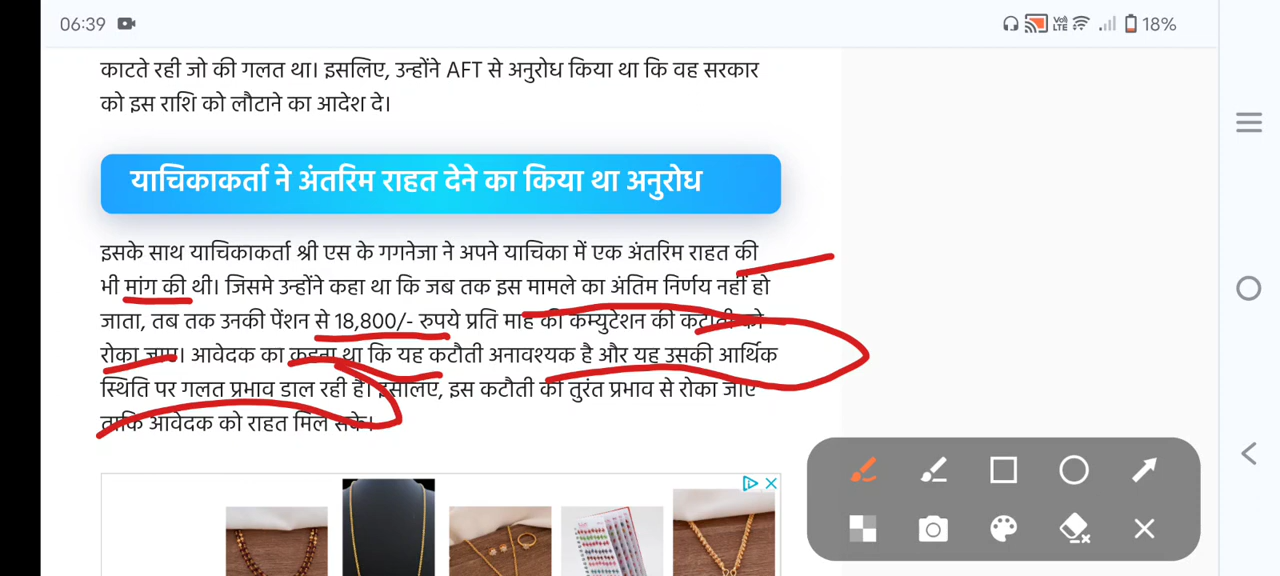 06:39
Vo) LTE 18%
काटते रही जो की गलत था। इसलिए, उन्होंने AFT से अनुरोध किया था कि वह सरकार
को इस राशि को लौटाने का आदेश दे।
याचिकाकर्ता ने अंतरिम राहत देने का किया था अनुरोध
इसके साथ याचिकाकर्ता श्री एस के गगनेजा ने अपने याचिका में एक अंतरिम राहत की
भी मांग की थी। जिसमे उन्होंने कहा था कि जब तक इस मामले का अंतिम निर्णय नहीं हो
जाता, तब तक उनकी पेंशन से 18,800/- रुपये प्रति माह की कम्युटेशन की कटौती को
रोका जाए। आवेदक का कहना था कि यह कटौती अनावश्यक है और यह उसकी आर्थिक
स्थिति पर गलत प्रभाव डाल रही है। इसलिए, इस कटौती को तुरंत प्रभाव से रोका जाए
ताकि आवेदक को राहत मिल सके।